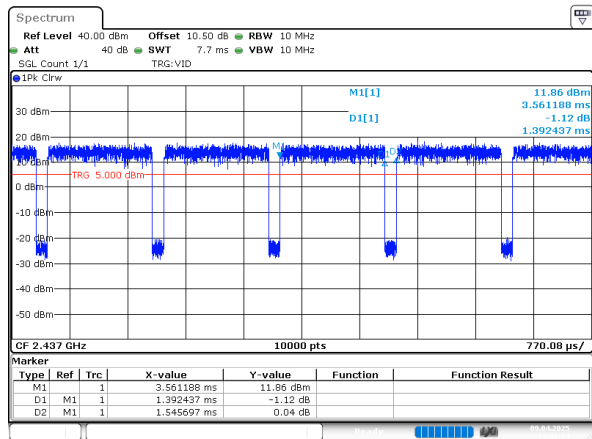 Spectrum
Ref Level 40.00 dBm Offset 10.50 dB RBW 10 MHz
Att 40 dB SWT 7.7 ms VBW 10 MHz
SGL Count 1/1 TRG:VID
1Pk Clrw
M1[1] 11.86 dBm
3.561188 ms
D1[1] -1.12 dB
1.392437 ms
30 dBm
20 dBm
M1
10 dBm
TRG 5.000 dBm
0 dBm
-10 dBm
-20 dBm
-30 dBm
-40 dBm
-50 dBm
CF 2.437 GHz 10000 pts 770.08 µs/
Marker
Type Ref Trc X-value Y-value Function Function Result
M1 1 3.561188 ms 11.86 dBm
D1 M1 1 1.392437 ms -1.12 dB
D2 M1 1 1.545697 ms 0.04 dB
Ready 09.04.2025